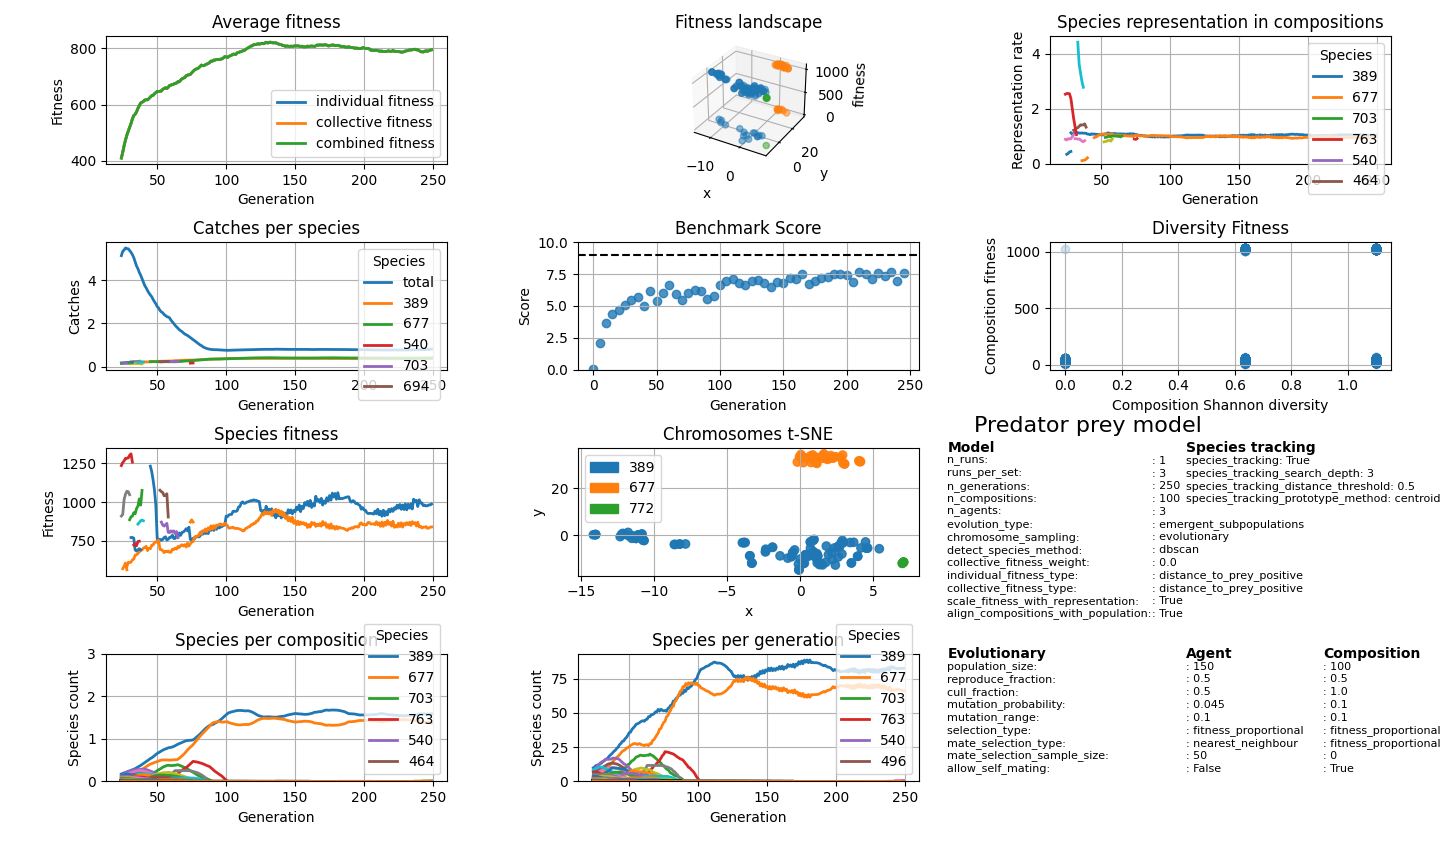 Average fitness
Fitness
800
600
400
individual fitness
collective fitness
combined fitness
50 100 150 200 250
Generation
Fitness landscape
1000
500
0
fitness
−10 0
x
0 20
y
Species representation in compositions
Representation rate
4
2
0
Species
389
677
703
763
540
464
50 100 150 200 250
Generation
Catches per species
Catches
4
2
0
Species
total
389
677
540
703
694
50 100 150 200 250
Generation
Benchmark Score
Score
10.0
7.5
5.0
2.5
0.0
0 50 100 150 200 250
Generation
Diversity Fitness
Composition fitness
1000
500
0
0.0 0.2 0.4 0.6 0.8 1.0
Composition Shannon diversity
Species fitness
Fitness
1250
1000
750
50 100 150 200 250
Generation
Chromosomes t-SNE
y
20
0
389
677
772
−15 −10 −5 0 5
x
Predator prey model
Model
n_runs: : 1
runs_per_set: : 3
n_generations: : 250
n_compositions: : 100
n_agents: : 3
evolution_type: : emergent_subpopulations
chromosome_sampling: : evolutionary
detect_species_method: : dbscan
collective_fitness_weight: : 0.0
individual_fitness_type: : distance_to_prey_positive
collective_fitness_type: : distance_to_prey_positive
scale_fitness_with_representation: : True
align_compositions_with_population: : True
Species tracking
species_tracking: True
species_tracking_search_depth: 3
species_tracking_distance_threshold: 0.5
species_tracking_prototype_method: centroid
Species per composition
Species count
3
2
1
0
Species
389
677
703
763
540
464
50 100 150 200 250
Generation
Species per generation
Species count
75
50
25
0
Species
389
677
703
763
540
496
50 100 150 200 250
Generation
Evolutionary Agent Composition
population_size: : 150 : 100
reproduce_fraction: : 0.5 : 0.5
cull_fraction: : 0.5 : 1.0
mutation_probability: : 0.045 : 0.1
mutation_range: : 0.1 : 0.1
selection_type: : fitness_proportional : fitness_proportional
mate_selection_type: : nearest_neighbour : fitness_proportional
mate_selection_sample_size: : 50 : 0
allow_self_mating: : False : True